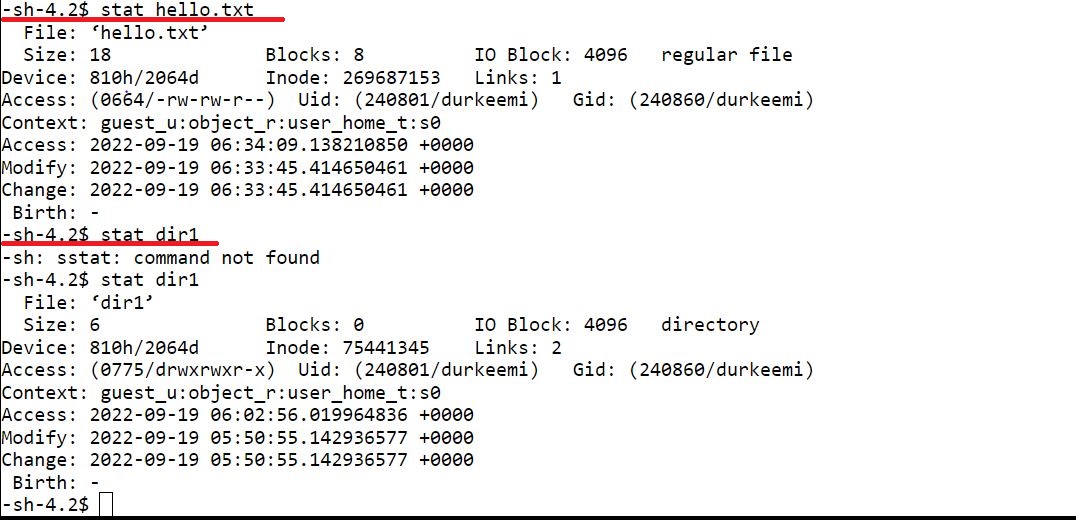 -sh-4.2$ stat hello.txt
  File: ‘hello.txt’
  Size: 18              Blocks: 8          IO Block: 4096   regular file
Device: 810h/2064d      Inode: 269687153   Links: 1
Access: (0664/-rw-rw-r--)  Uid: (240801/durkeemi)   Gid: (240860/durkeemi)
Context: guest_u:object_r:user_home_t:s0
Access: 2022-09-19 06:34:09.138210850 +0000
Modify: 2022-09-19 06:33:45.414650461 +0000
Change: 2022-09-19 06:33:45.414650461 +0000
 Birth: -
-sh-4.2$ stat dir1
-sh: sstat: command not found
-sh-4.2$ stat dir1
  File: ‘dir1’
  Size: 6               Blocks: 0          IO Block: 4096   directory
Device: 810h/2064d      Inode: 75441345    Links: 2
Access: (0775/drwxrwxr-x)  Uid: (240801/durkeemi)   Gid: (240860/durkeemi)
Context: guest_u:object_r:user_home_t:s0
Access: 2022-09-19 06:02:56.019964836 +0000
Modify: 2022-09-19 05:50:55.142936577 +0000
Change: 2022-09-19 05:50:55.142936577 +0000
 Birth: -
-sh-4.2$